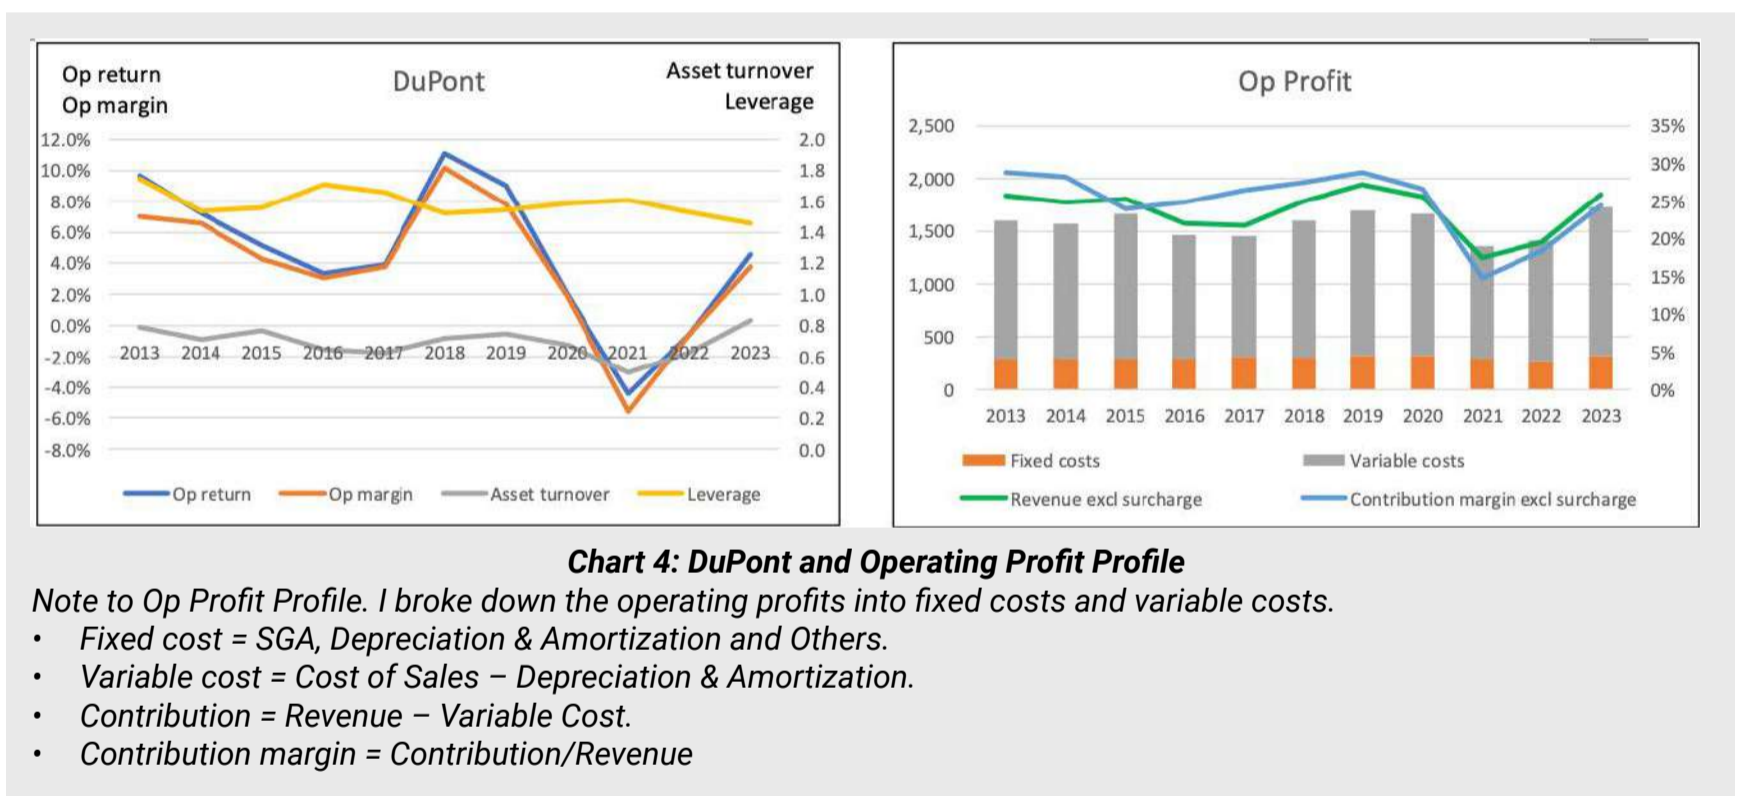 Op return
Op margin
DuPont
Asset turnover
Leverage
12.0%
10.0%
8.0%
6.0%
4.0%
2.0%
0.0%
-2.0%
-4.0%
-6.0%
-8.0%
2.0
1.8
1.6
1.4
1.2
1.0
0.8
0.6
0.4
0.2
0.0
2013 2014 2015 2016 2017 2018 2019 2020 2021 2022 2023
Op return Op margin Asset turnover Leverage
Op Profit
2,500
2,000
1,500
1,000
500
0
35%
30%
25%
20%
15%
10%
5%
0%
2013 2014 2015 2016 2017 2018 2019 2020 2021 2022 2023
Fixed costs Variable costs
Revenue excl surcharge Contribution margin excl surcharge
Chart 4: DuPont and Operating Profit Profile
Note to Op Profit Profile. I broke down the operating profits into fixed costs and variable costs.
• Fixed cost = SGA, Depreciation & Amortization and Others.
• Variable cost = Cost of Sales – Depreciation & Amortization.
• Contribution = Revenue – Variable Cost.
• Contribution margin = Contribution/Revenue